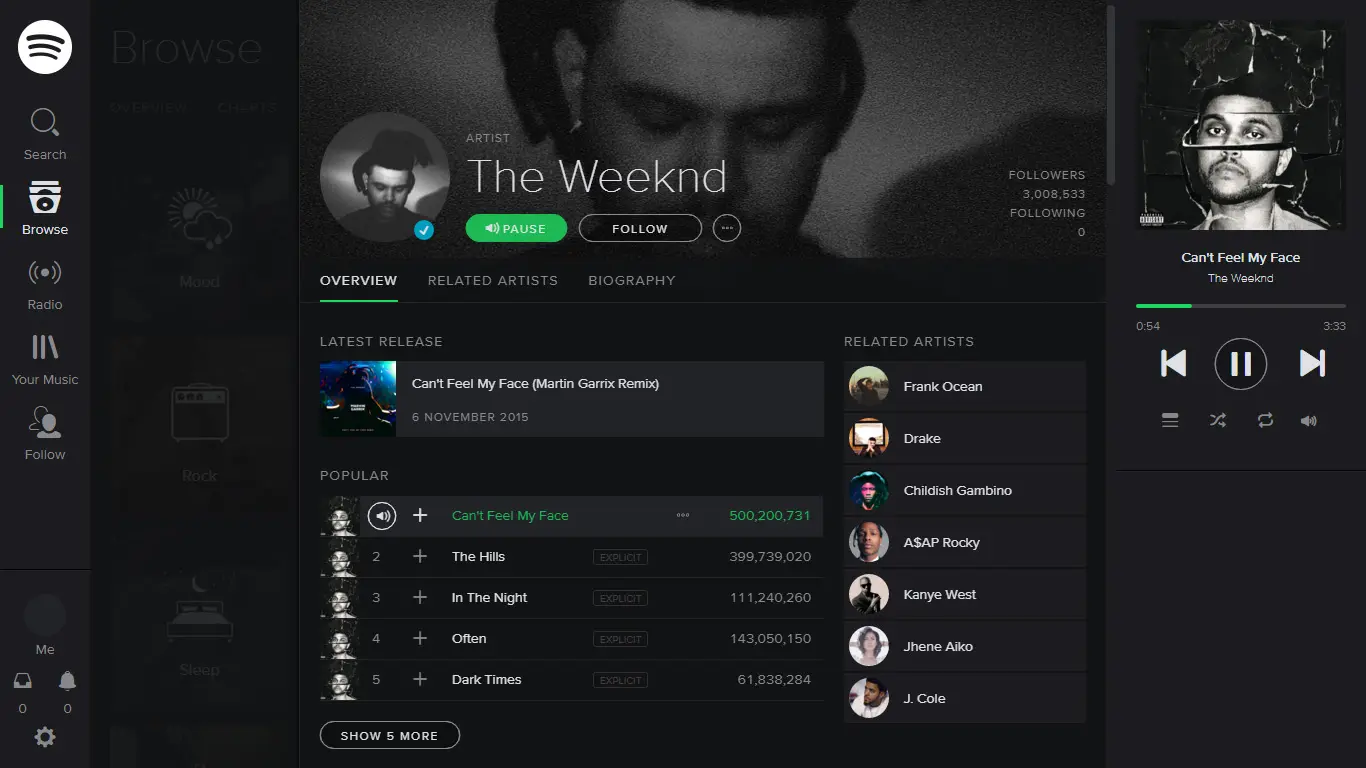 Search
Browse
Radio
Your Music
Follow
Me
0
0
Browse
OVERVIEW CHARTS
Mood
Rock
Sleep
ARTIST
The Weeknd
PAUSE
FOLLOW
FOLLOWERS
3,008,533
FOLLOWING
0
OVERVIEW RELATED ARTISTS BIOGRAPHY
LATEST RELEASE
Can't Feel My Face (Martin Garrix Remix)
6 NOVEMBER 2015
POPULAR
Can't Feel My Face 500,200,731
2 The Hills EXPLICIT 399,739,020
3 In The Night EXPLICIT 111,240,260
4 Often EXPLICIT 143,050,150
5 Dark Times EXPLICIT 61,838,284
SHOW 5 MORE
RELATED ARTISTS
Frank Ocean
Drake
Childish Gambino
A$AP Rocky
Kanye West
Jhene Aiko
J. Cole
Can't Feel My Face
The Weeknd
0:54 3:33